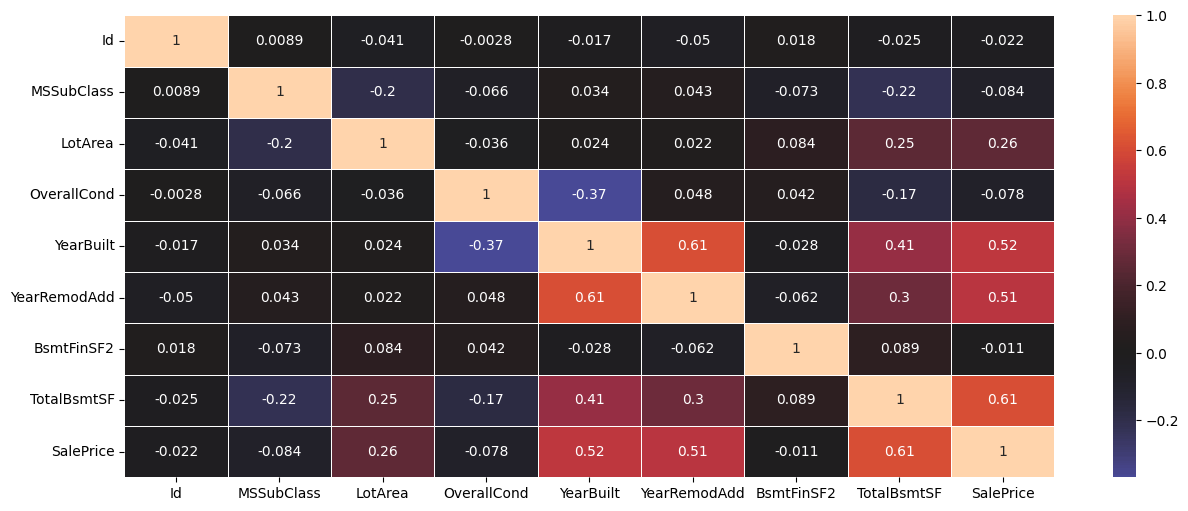 Id 1 0.0089 -0.041 -0.0028 -0.017 -0.05 0.018 -0.025 -0.022
MSSubClass 0.0089 1 -0.2 -0.066 0.034 0.043 -0.073 -0.22 -0.084
LotArea -0.041 -0.2 1 -0.036 0.024 0.022 0.084 0.25 0.26
OverallCond -0.0028 -0.066 -0.036 1 -0.37 0.048 0.042 -0.17 -0.078
YearBuilt -0.017 0.034 0.024 -0.37 1 0.61 -0.028 0.41 0.52
YearRemodAdd -0.05 0.043 0.022 0.048 0.61 1 -0.062 0.3 0.51
BsmtFinSF2 0.018 -0.073 0.084 0.042 -0.028 -0.062 1 0.089 -0.011
TotalBsmtSF -0.025 -0.22 0.25 -0.17 0.41 0.3 0.089 1 0.61
SalePrice -0.022 -0.084 0.26 -0.078 0.52 0.51 -0.011 0.61 1
Id MSSubClass LotArea OverallCond YearBuilt YearRemodAdd BsmtFinSF2 TotalBsmtSF SalePrice
1.0
0.8
0.6
0.4
0.2
0.0
−0.2